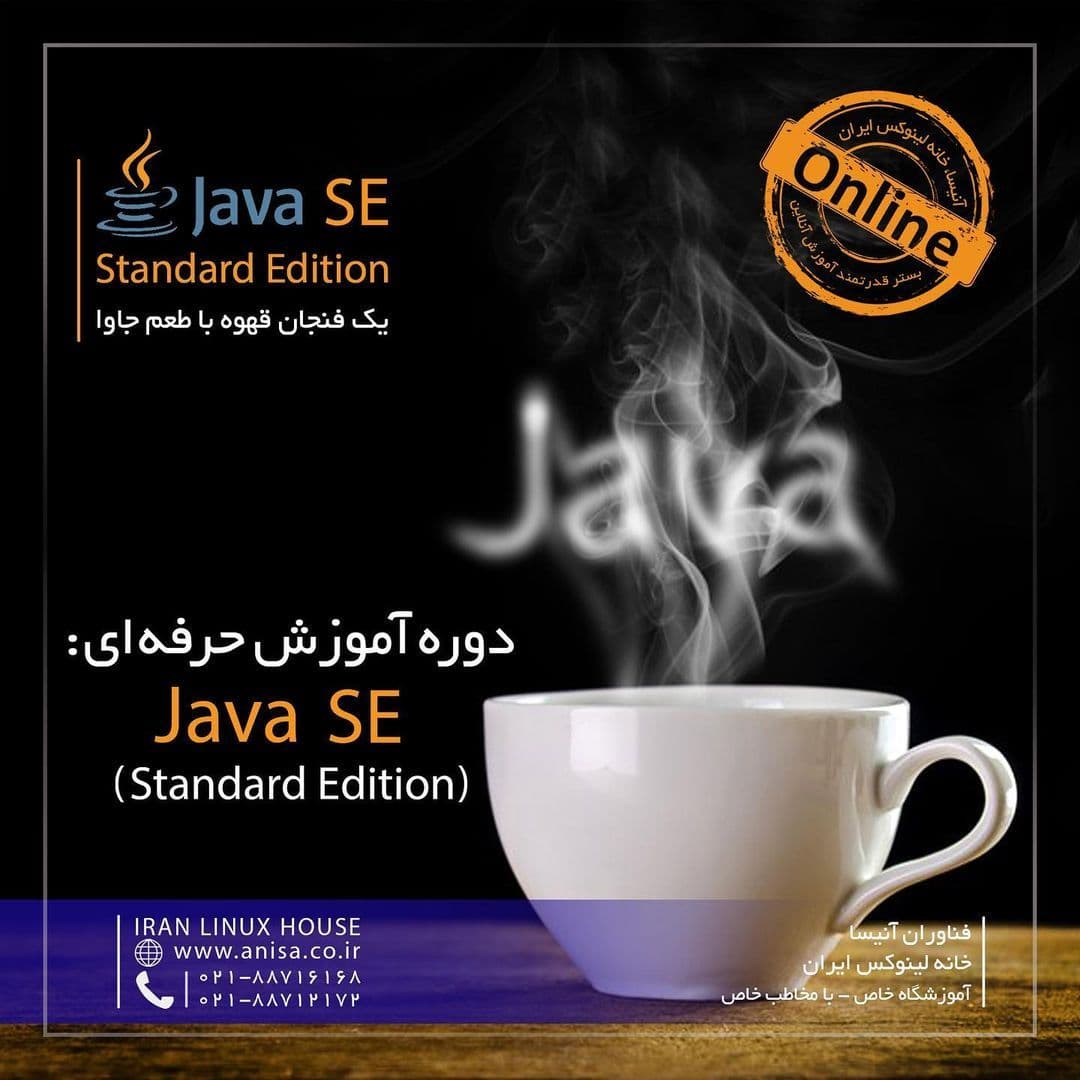 Java SE
Standard Edition
یک فنجان قهوه با طعم جاوا
آنیسا، خانه لینوکس ایران
Online
بستر قدرتمند آموزش آنلاین
Java
دوره آموزش حرفه‌ای:
Java SE
(Standard Edition)
IRAN LINUX HOUSE
www.anisa.co.ir
۰۲۱-۸۸۷۱۶۱۶۸
۰۲۱-۸۸۷۱۲۱۷۲
فناوران آنیسا
خانه لینوکس ایران
آموزشگاه خاص - با مخاطب خاص